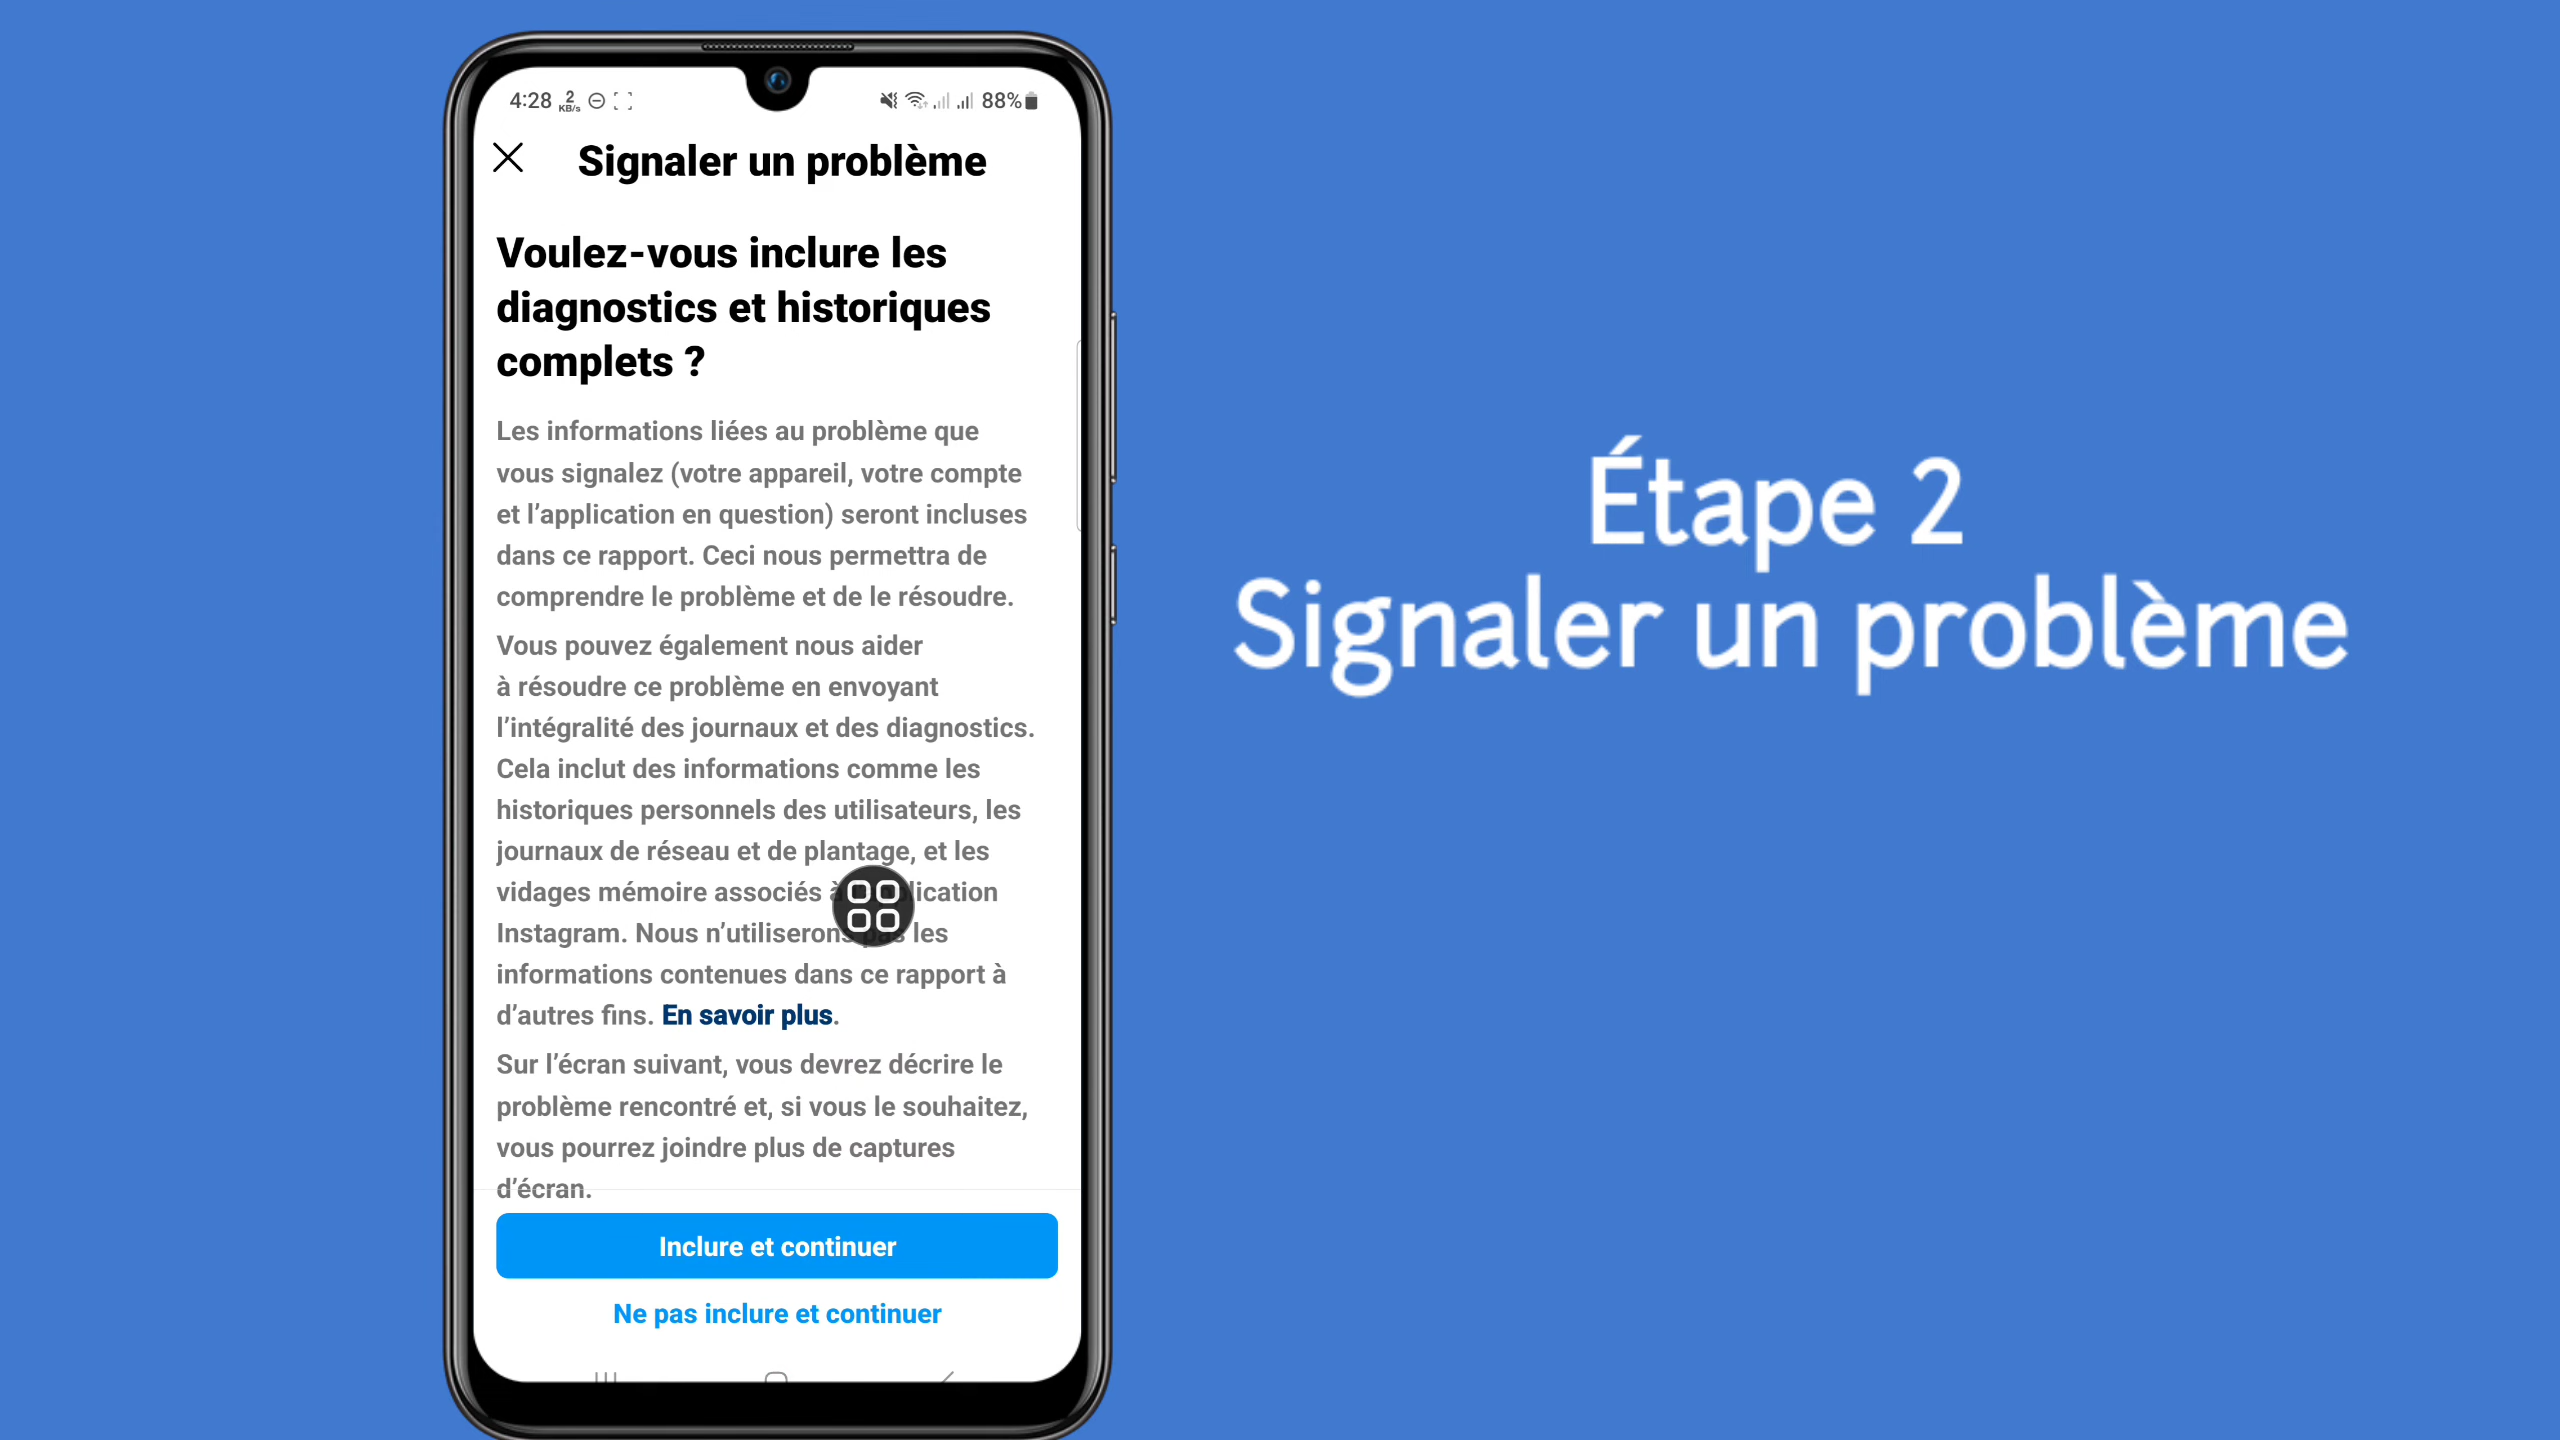 4:28 2 KB/s 88%
Signaler un problème
Voulez-vous inclure les
diagnostics et historiques
complets ?
Les informations liées au problème que
vous signalez (votre appareil, votre compte
et l’application en question) seront incluses
dans ce rapport. Ceci nous permettra de
comprendre le problème et de le résoudre.
Vous pouvez également nous aider
à résoudre ce problème en envoyant
l’intégralité des journaux et des diagnostics.
Cela inclut des informations comme les
historiques personnels des utilisateurs, les
journaux de réseau et de plantage, et les
vidages mémoire associés à l’application
Instagram. Nous n’utiliserons pas les
informations contenues dans ce rapport à
d’autres fins. En savoir plus.
Sur l’écran suivant, vous devrez décrire le
problème rencontré et, si vous le souhaitez,
vous pourrez joindre plus de captures
d’écran.
Inclure et continuer
Ne pas inclure et continuer
Étape 2
Signaler un problème